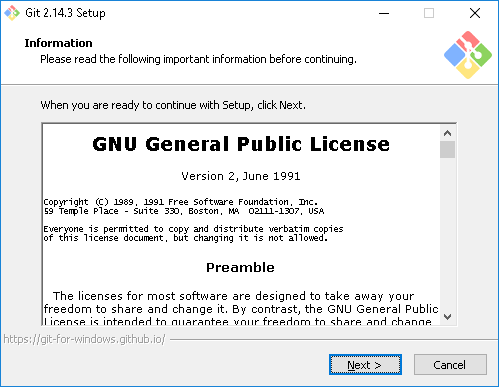 Git 2.14.3 Setup
Information
Please read the following important information before continuing.
When you are ready to continue with Setup, click Next.
GNU General Public License
Version 2, June 1991
Copyright (C) 1989, 1991 Free Software Foundation, Inc.
59 Temple Place - Suite 330, Boston, MA  02111-1307, USA
Everyone is permitted to copy and distribute verbatim copies
of this license document, but changing it is not allowed.
Preamble
The licenses for most software are designed to take away your
freedom to share and change it. By contrast, the GNU General Public
License is intended to guarantee your freedom to share and change
https://git-for-windows.github.io/
Next >
Cancel